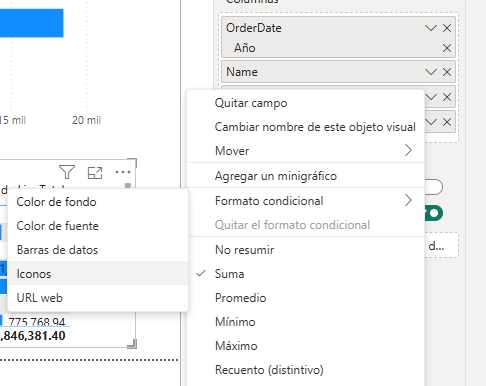 Columns
OrderDate
Año
Name
15 mil
20 mil
Quitar campo
Cambiar nombre de este objeto visual
Mover
Agregar un minigráfico
Formato condicional
Quitar el formato condicional
No resumir
Suma
Promedio
Mínimo
Máximo
Recuento (distintivo)
Color de fondo
Color de fuente
Barras de datos
Iconos
URL web
775,768.94
,846,381.40
d...